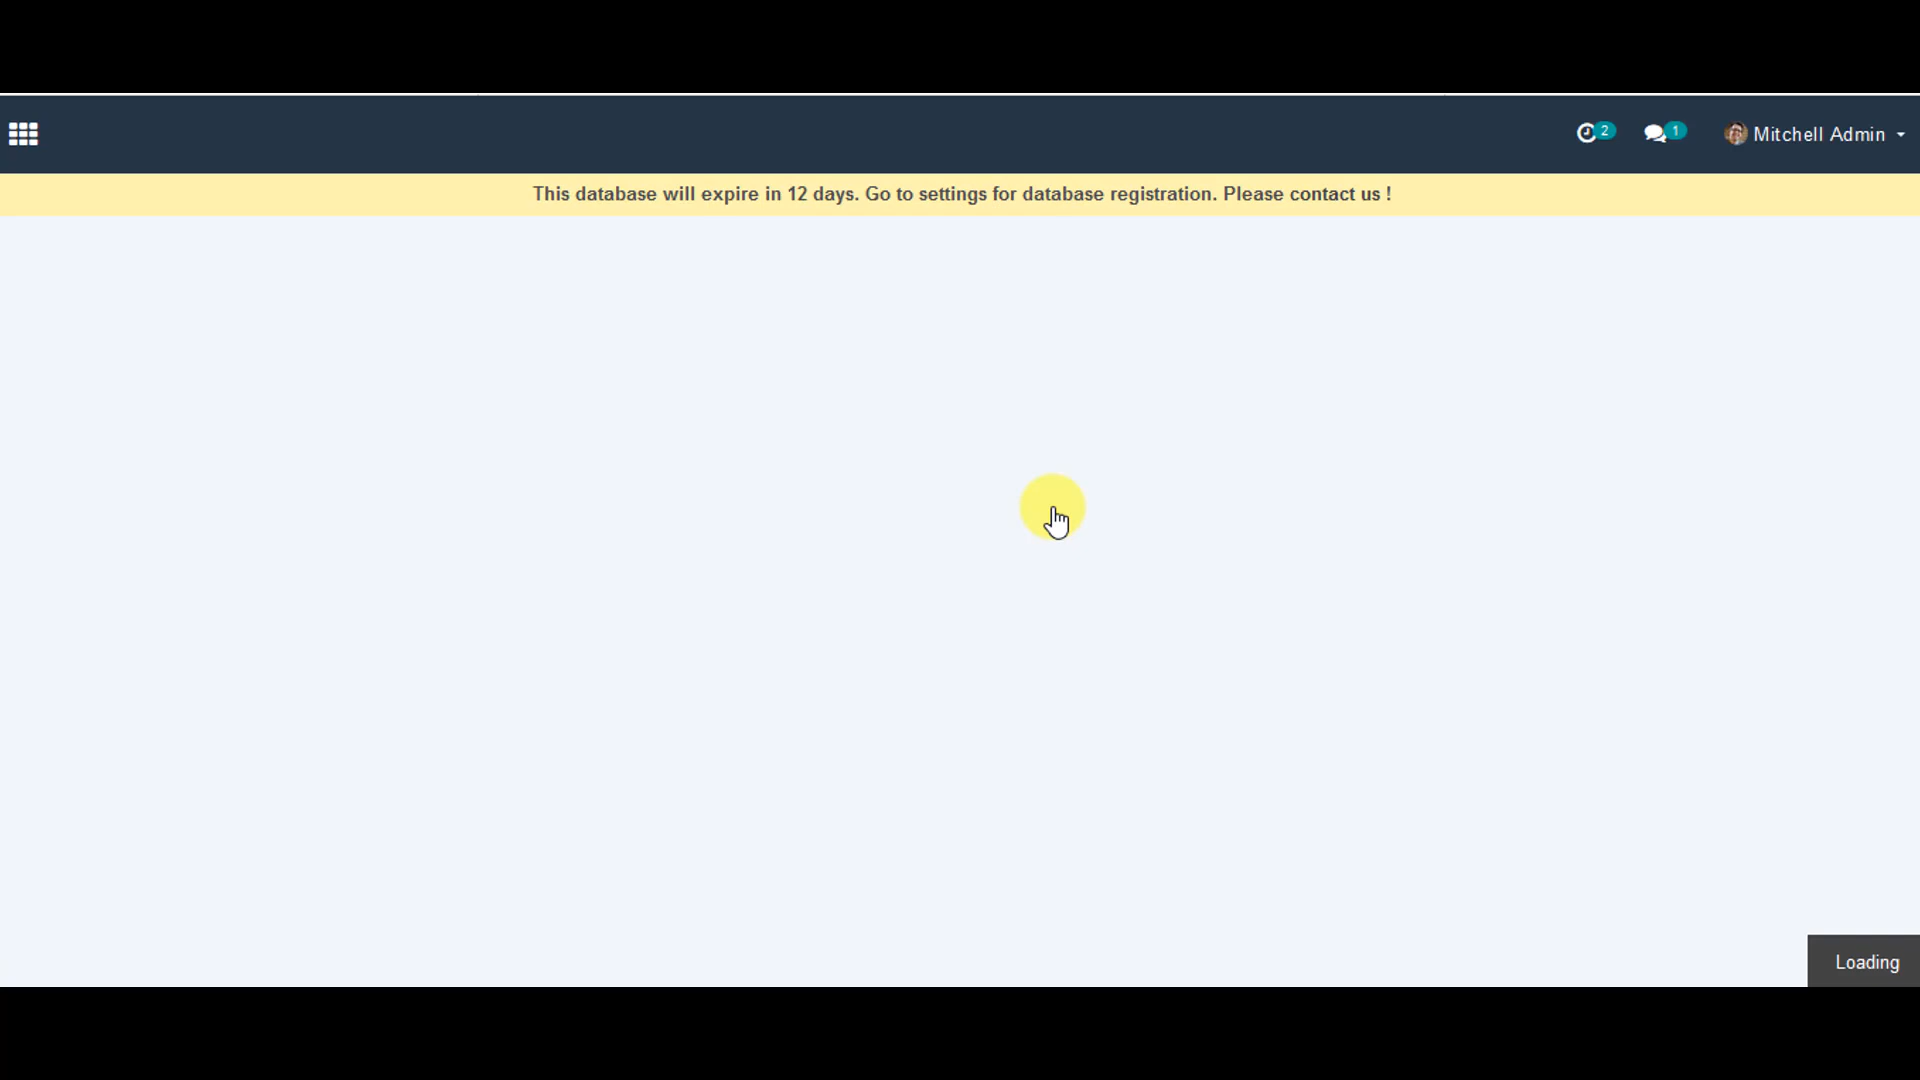 2
1
Mitchell Admin
This database will expire in 12 days. Go to settings for database registration. Please contact us !
Loading